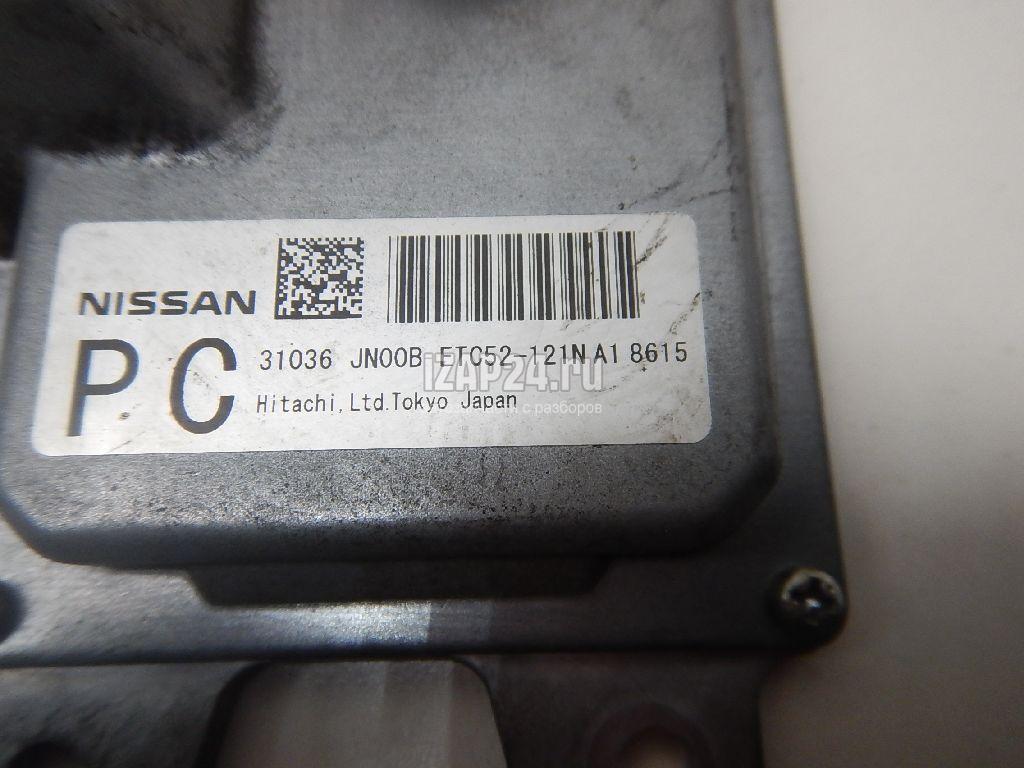 NISSAN
PC
31036 JN00B ETC52-121N A1 8615
Hitachi,Ltd.Tokyo Japan
iZAP24.ru
с разборов